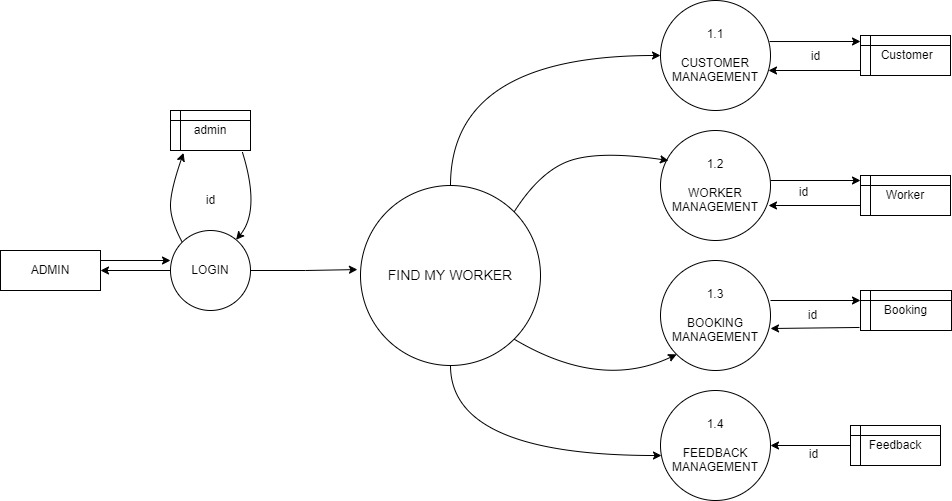 1.1
CUSTOMER
MANAGEMENT
id
Customer
admin
id
1.2
WORKER
MANAGEMENT
id
Worker
ADMIN
LOGIN
FIND MY WORKER
1.3
BOOKING
MANAGEMENT
id
Booking
1.4
FEEDBACK
MANAGEMENT
id
Feedback